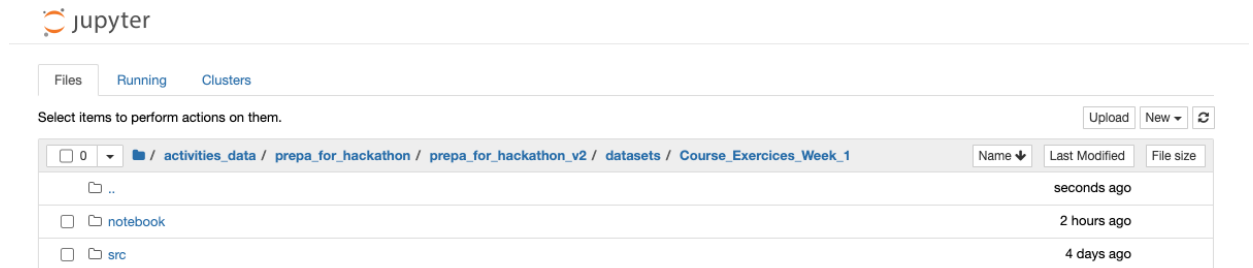 jupyter
Files Running Clusters
Select items to perform actions on them. Upload New
0 / activities_data / prepa_for_hackathon / prepa_for_hackathon_v2 / datasets / Course_Exercices_Week_1 Name Last Modified File size
.. seconds ago
notebook 2 hours ago
src 4 days ago